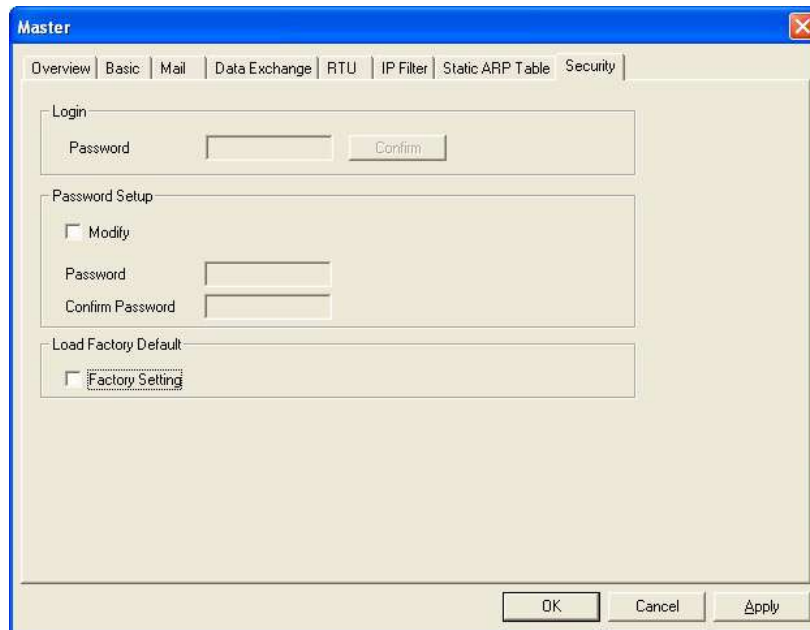 Master
Overview Basic Mail Data Exchange RTU IP Filter Static ARP Table Security
Login
Password Confirm
Password Setup
Modify
Password
Confirm Password
Load Factory Default
Factory Setting
OK Cancel Apply